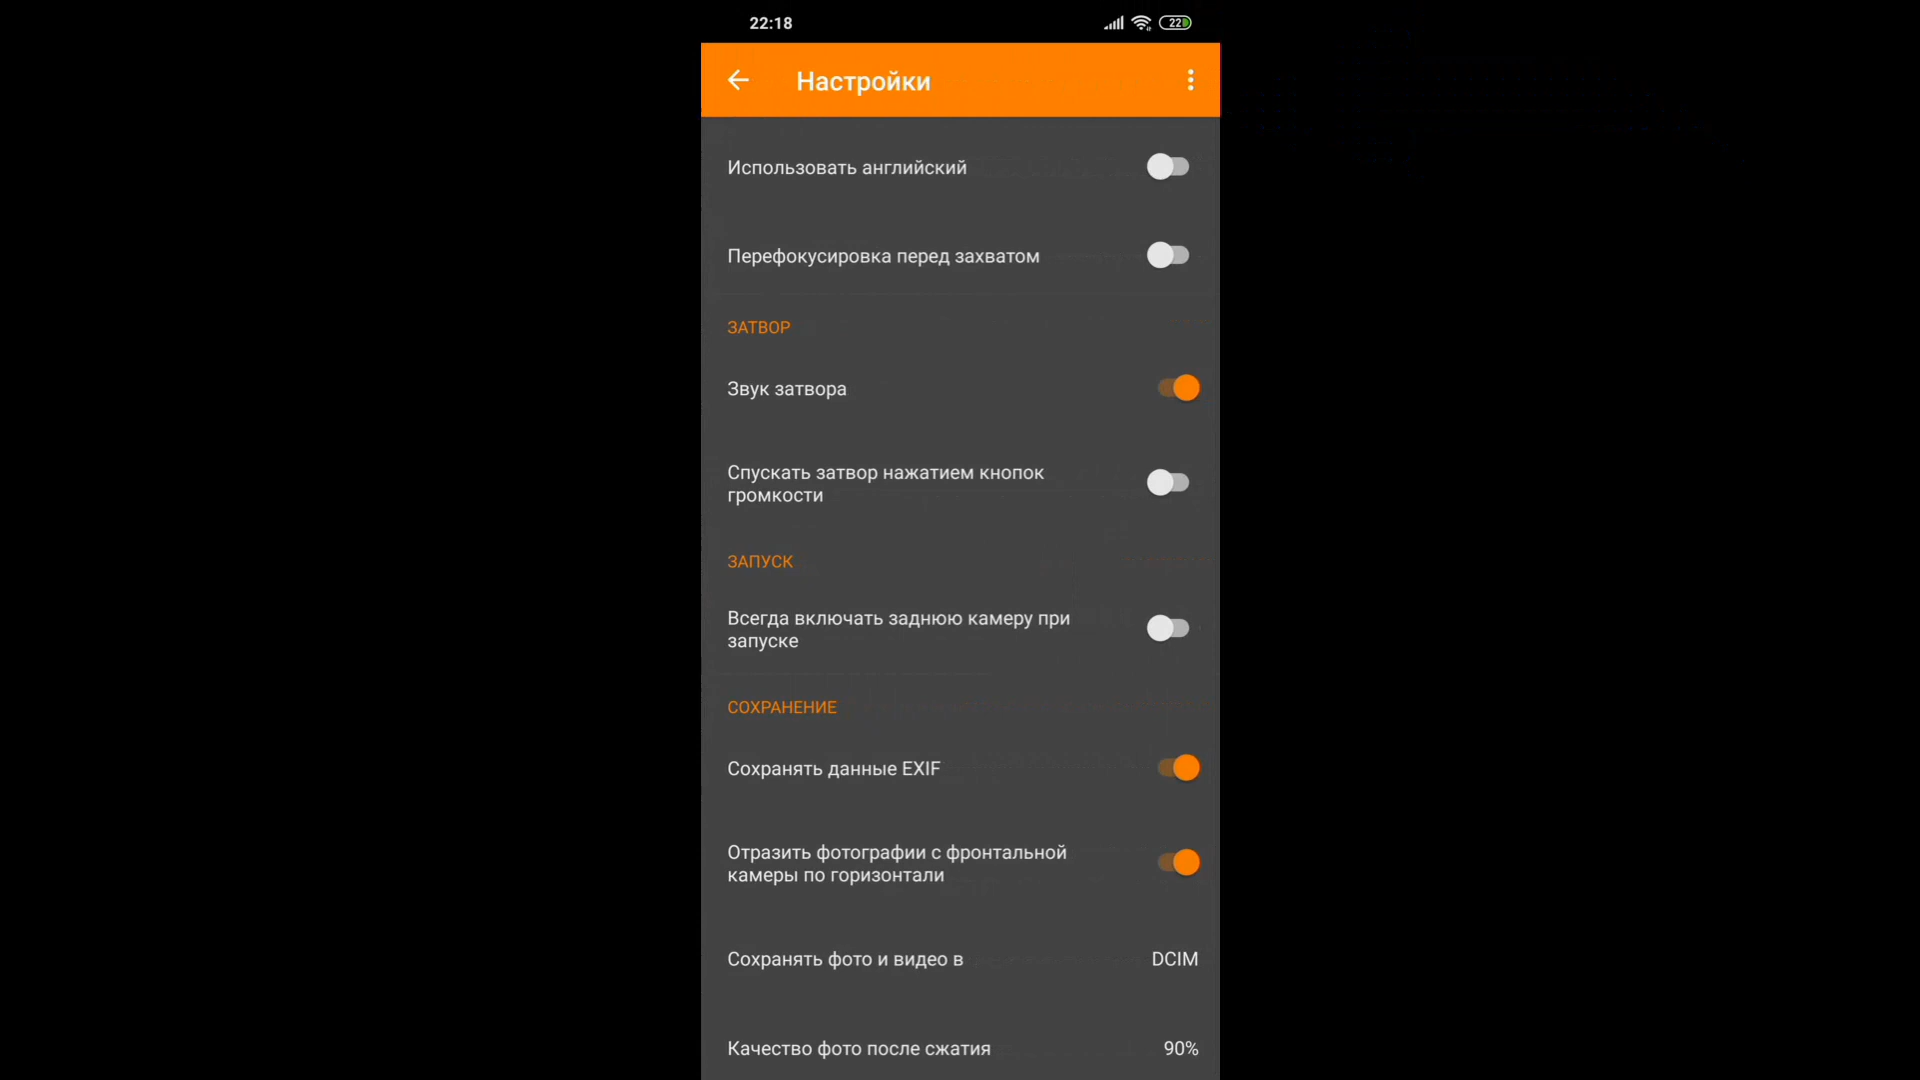 22:18
22
Настройки
Использовать английский
Перефокусировка перед захватом
ЗАТВОР
Звук затвора
Спускать затвор нажатием кнопок
громкости
ЗАПУСК
Всегда включать заднюю камеру при
запуске
СОХРАНЕНИЕ
Сохранять данные EXIF
Отразить фотографии с фронтальной
камеры по горизонтали
Сохранять фото и видео в DCIM
Качество фото после сжатия 90%